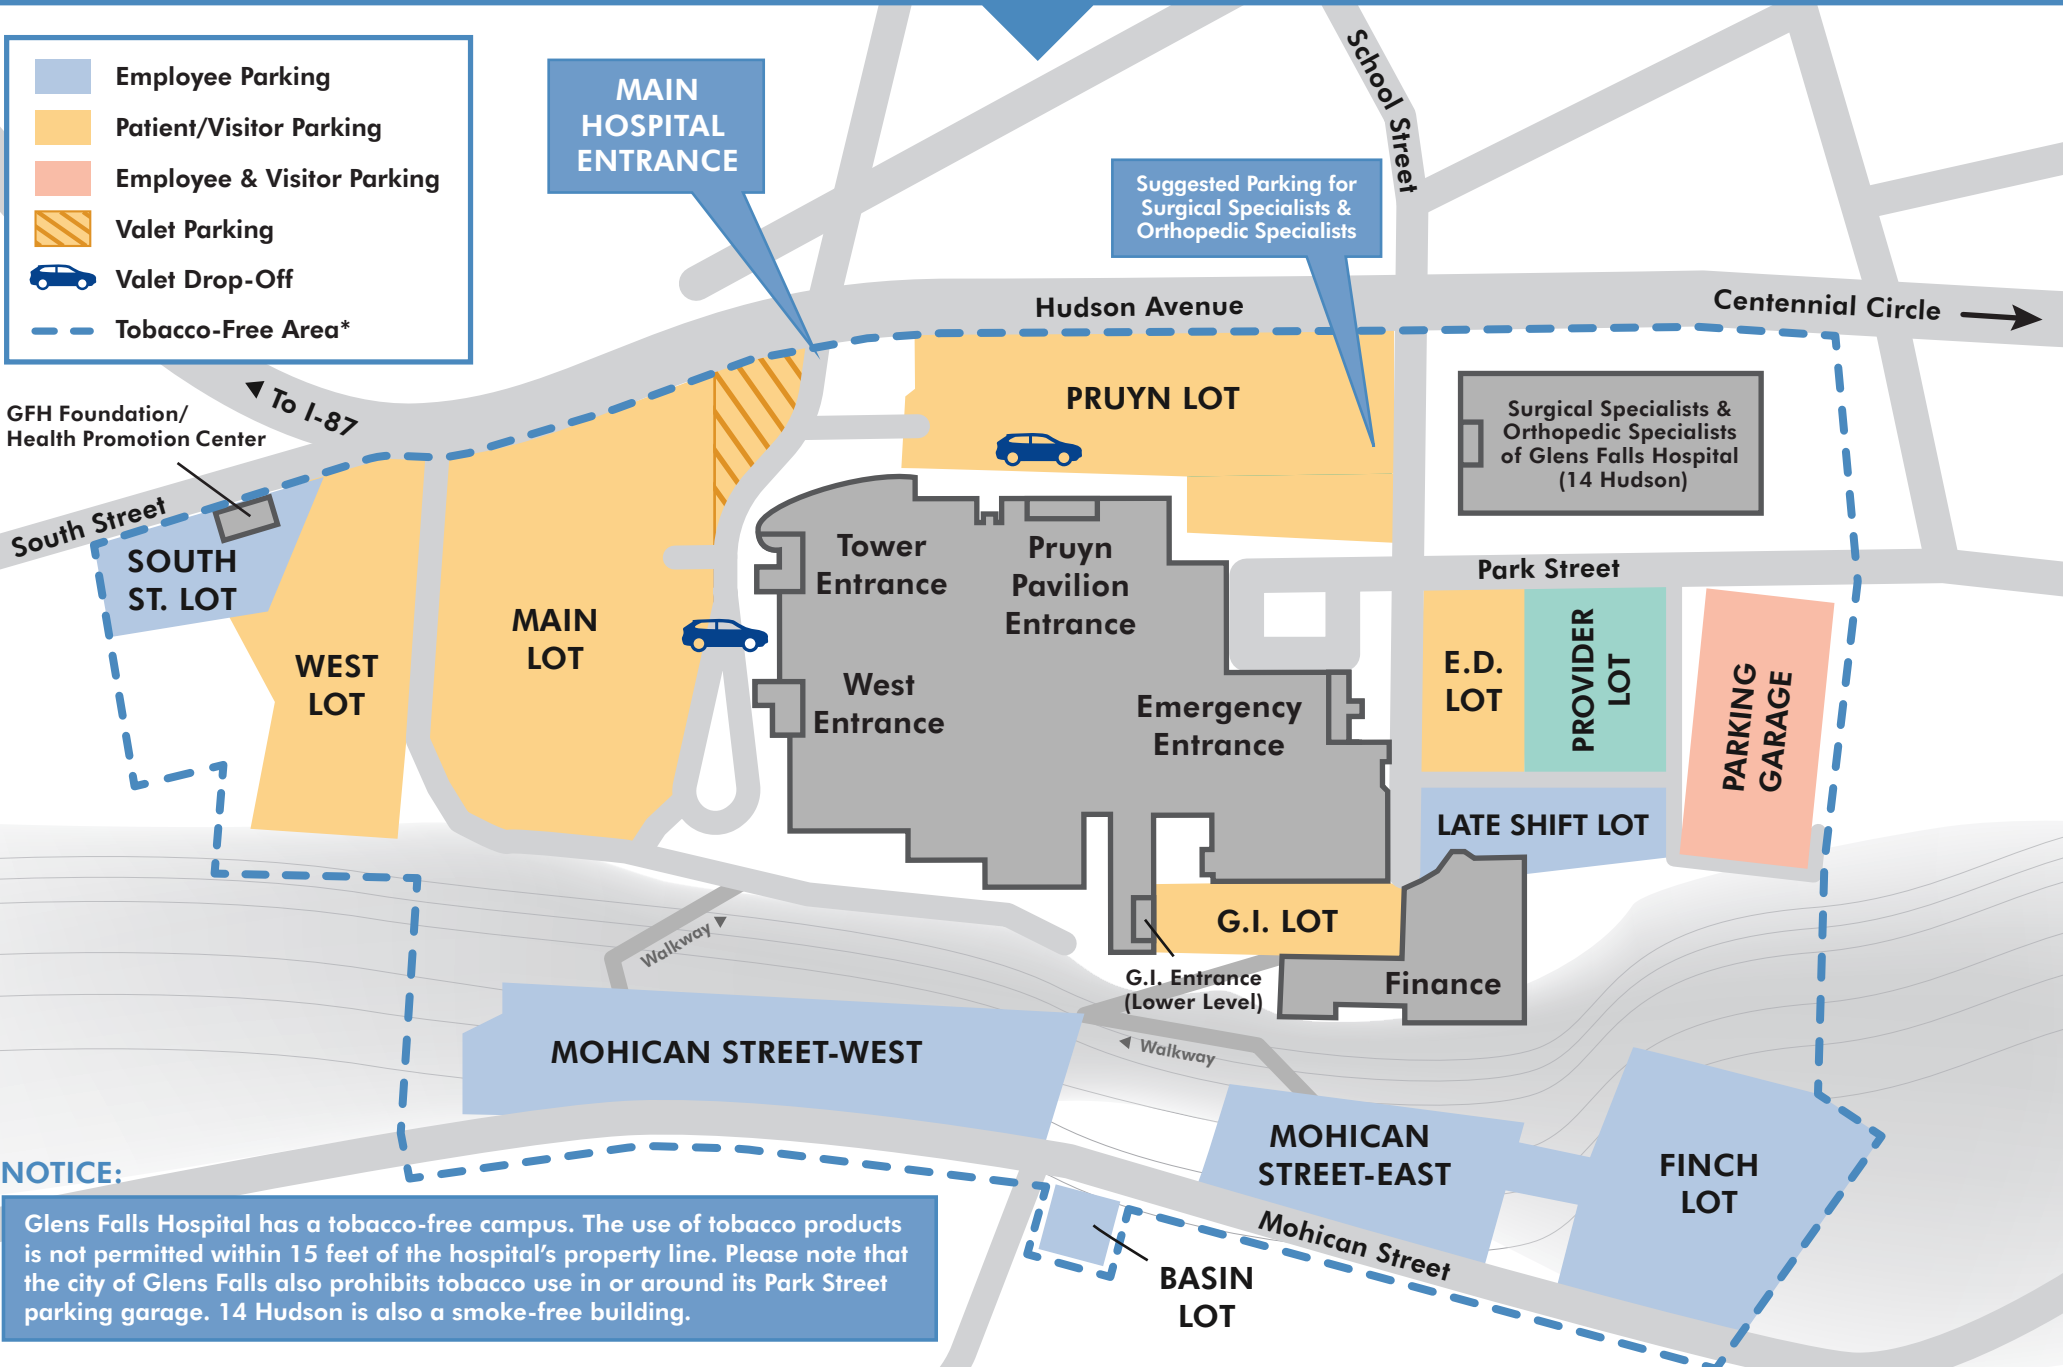 Employee Parking
Patient/Visitor Parking
Employee & Visitor Parking
Valet Parking
Valet Drop-Off
Tobacco-Free Area*
MAIN
HOSPITAL
ENTRANCE
School Street
Suggested Parking for
Surgical Specialists &
Orthopedic Specialists
Hudson Avenue
Centennial Circle
To I-87
GFH Foundation/
Health Promotion Center
South Street
SOUTH
ST. LOT
WEST
LOT
MAIN
LOT
PRUYN LOT
Surgical Specialists &
Orthopedic Specialists
of Glens Falls Hospital
(14 Hudson)
Tower
Entrance
Pruyn
Pavilion
Entrance
West
Entrance
Emergency
Entrance
Park Street
E.D.
LOT
PROVIDER
LOT
PARKING
GARAGE
LATE SHIFT LOT
G.I. LOT
G.I. Entrance
(Lower Level)
Finance
Walkway
Walkway
MOHICAN STREET-WEST
MOHICAN
STREET-EAST
FINCH
LOT
Mohican Street
BASIN
LOT
NOTICE:
Glens Falls Hospital has a tobacco-free campus. The use of tobacco products
is not permitted within 15 feet of the hospital's property line. Please note that
the city of Glens Falls also prohibits tobacco use in or around its Park Street
parking garage. 14 Hudson is also a smoke-free building.